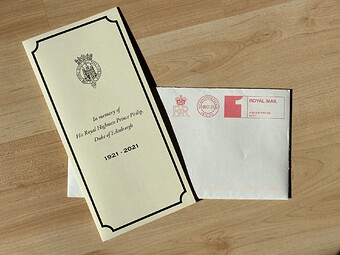 In memory of
His Royal Highness Prince Philip,
Duke of Edinburgh
1921 - 2021
ROYAL MAIL